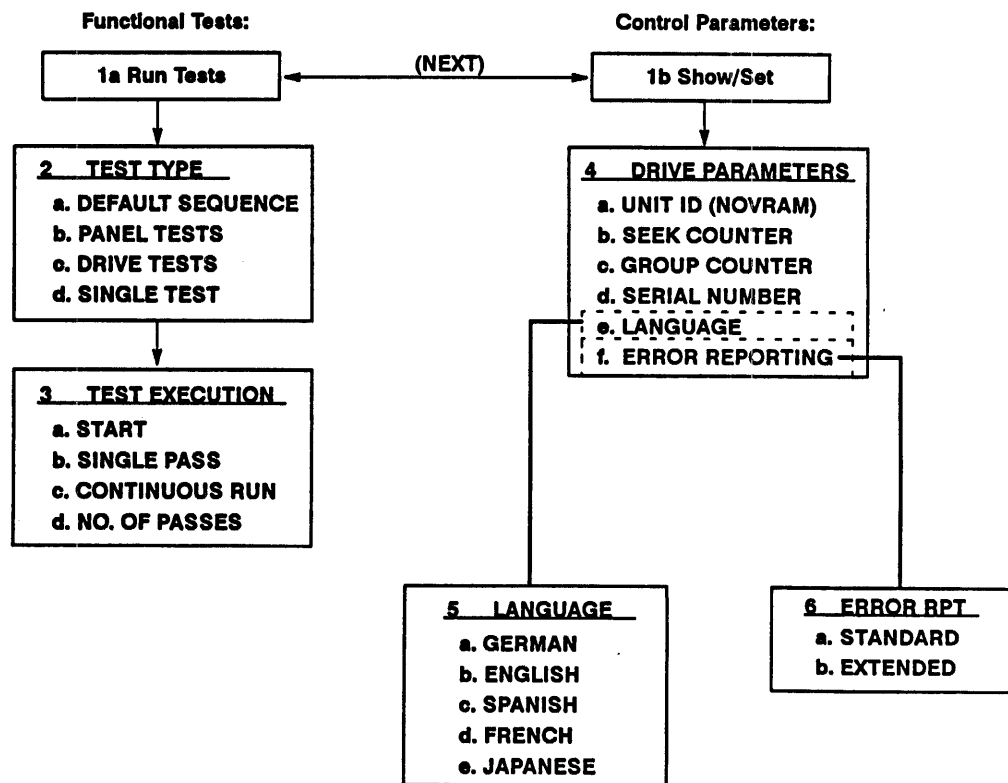 Functional Tests:
Control Parameters:
1a Run Tests
(NEXT)
1b Show/Set
2 TEST TYPE
a. DEFAULT SEQUENCE
b. PANEL TESTS
c. DRIVE TESTS
d. SINGLE TEST
3 TEST EXECUTION
a. START
b. SINGLE PASS
c. CONTINUOUS RUN
d. NO. OF PASSES
4 DRIVE PARAMETERS
a. UNIT ID (NOVRAM)
b. SEEK COUNTER
c. GROUP COUNTER
d. SERIAL NUMBER
e. LANGUAGE
f. ERROR REPORTING
5 LANGUAGE
a. GERMAN
b. ENGLISH
c. SPANISH
d. FRENCH
e. JAPANESE
6 ERROR RPT
a. STANDARD
b. EXTENDED